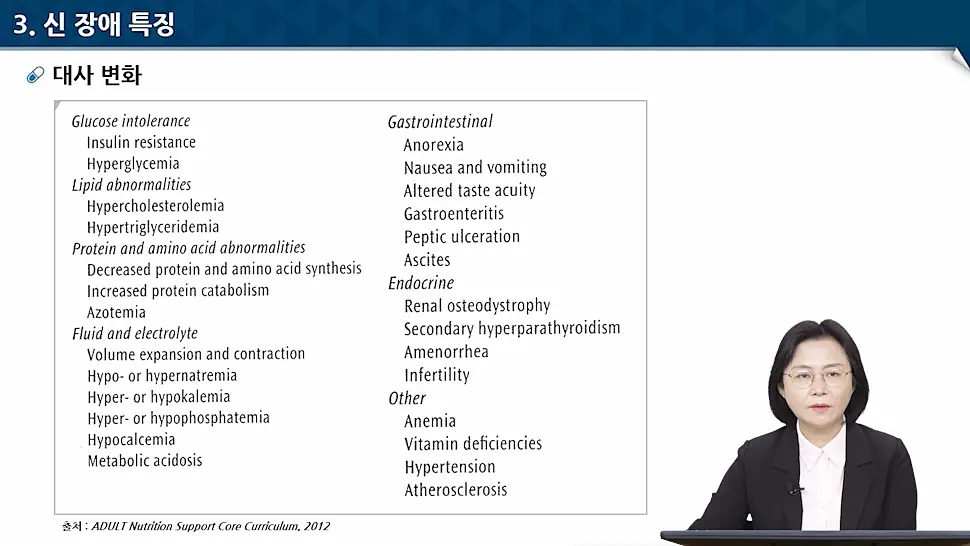 3. 신 장애 특징
대사 변화
Glucose intolerance
Insulin resistance
Hyperglycemia
Lipid abnormalities
Hypercholesterolemia
Hypertriglyceridemia
Protein and amino acid abnormalities
Decreased protein and amino acid synthesis
Increased protein catabolism
Azotemia
Fluid and electrolyte
Volume expansion and contraction
Hypo- or hypernatremia
Hyper- or hypokalemia
Hyper- or hypophosphatemia
Hypocalcemia
Metabolic acidosis
Gastrointestinal
Anorexia
Nausea and vomiting
Altered taste acuity
Gastroenteritis
Peptic ulceration
Ascites
Endocrine
Renal osteodystrophy
Secondary hyperparathyroidism
Amenorrhea
Infertility
Other
Anemia
Vitamin deficiencies
Hypertension
Atherosclerosis
출처 : ADULT Nutrition Support Core Curriculum, 2012